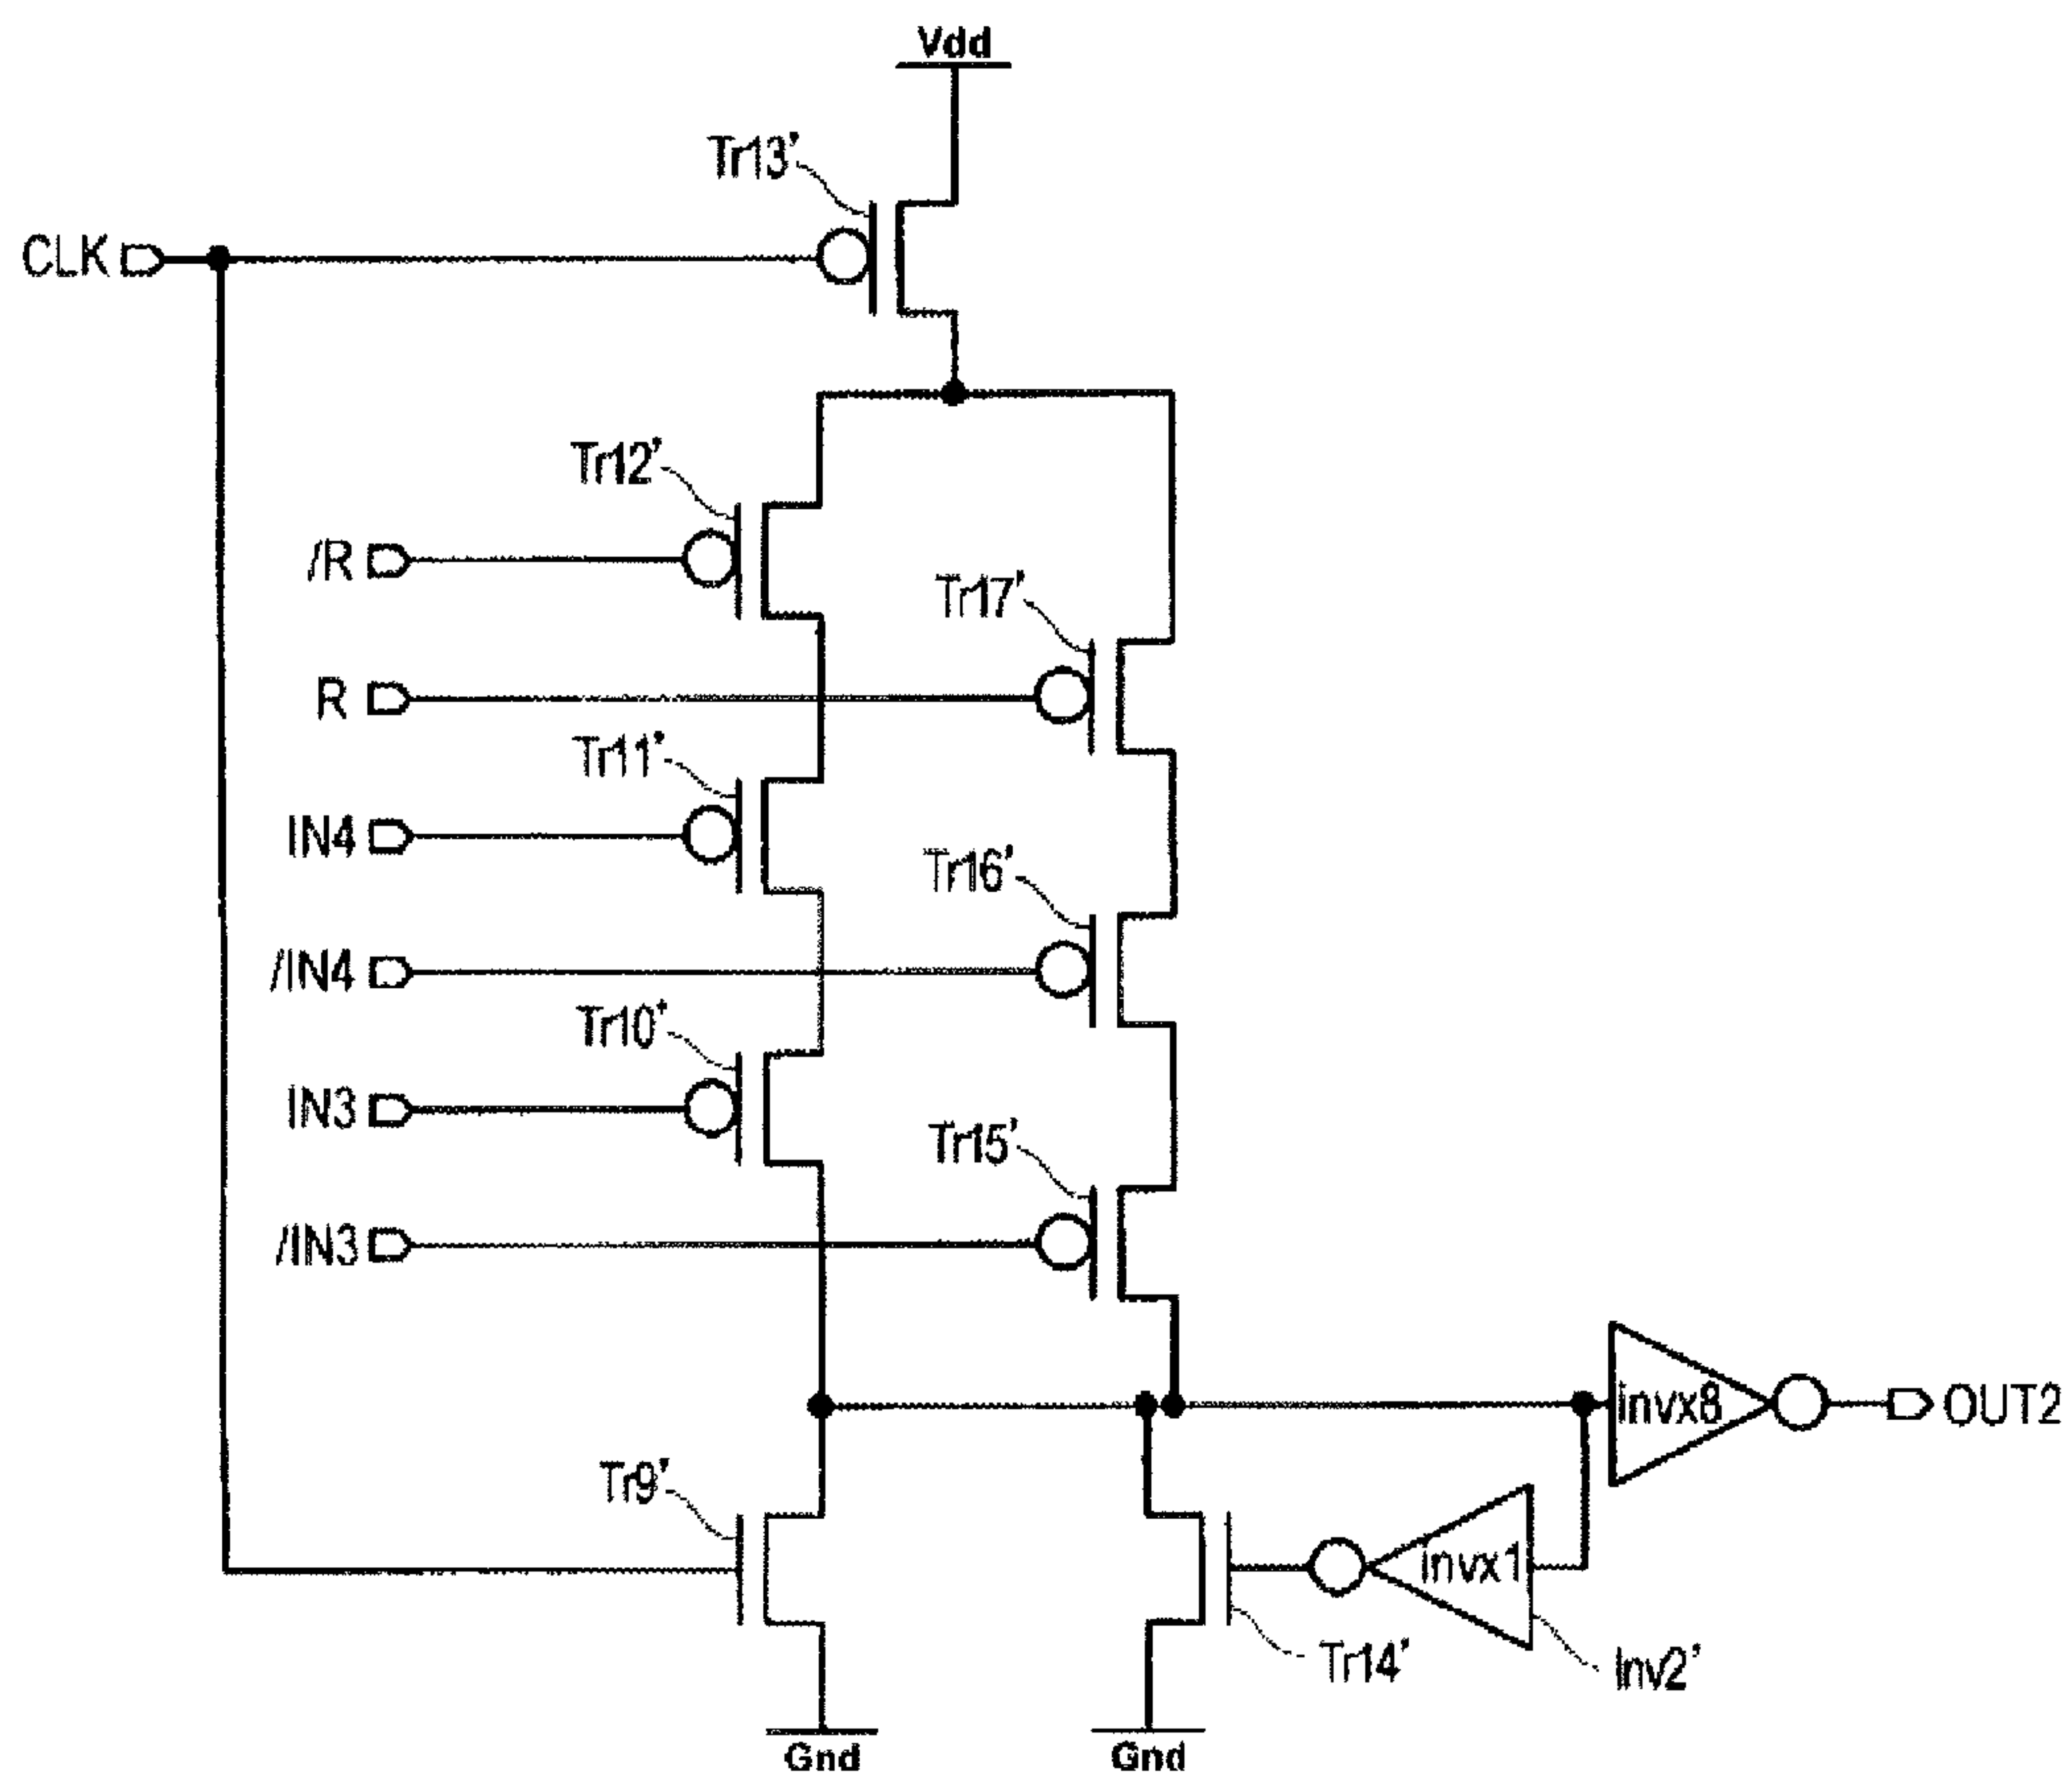 Vdd
Tr13'
CLK
Tr12'
/R
Tr17'
R
Tr11'
IN4
Tr16'
/IN4
Tr10'
IN3
Tr15'
/IN3
invx8
OUT2
Tr9'
invx1
Tr14'
Inv2'
Gnd
Gnd